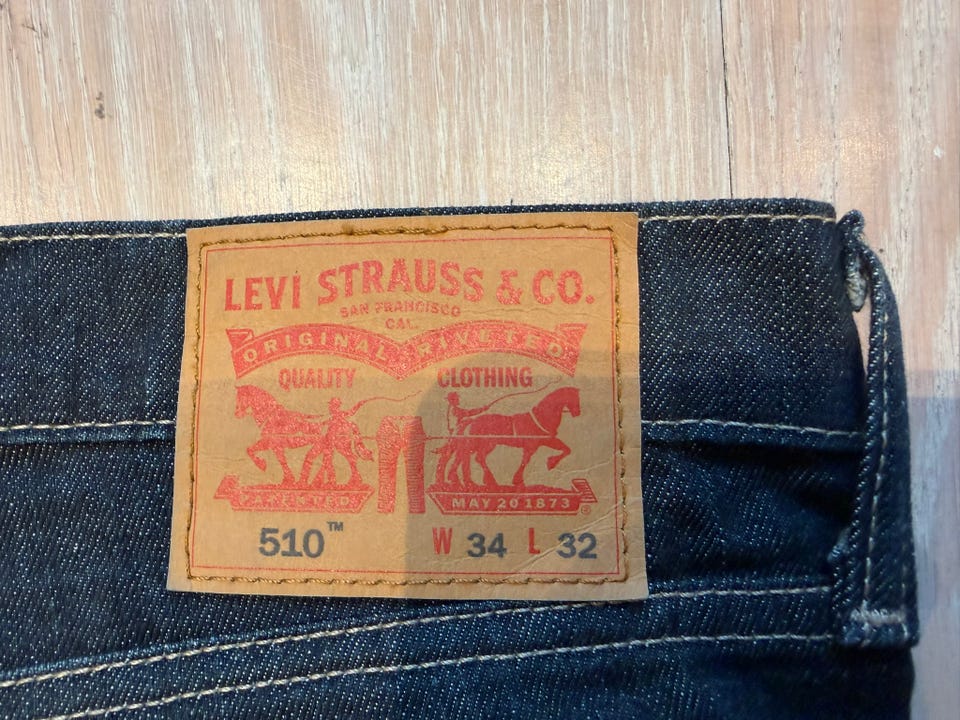 LEVI STRAUSS & CO.
SAN FRANCISCO
CAL.
ORIGINAL RIVETED
QUALITY CLOTHING
PATENTED MAY 20 1873 ®
510™ W 34 L 32